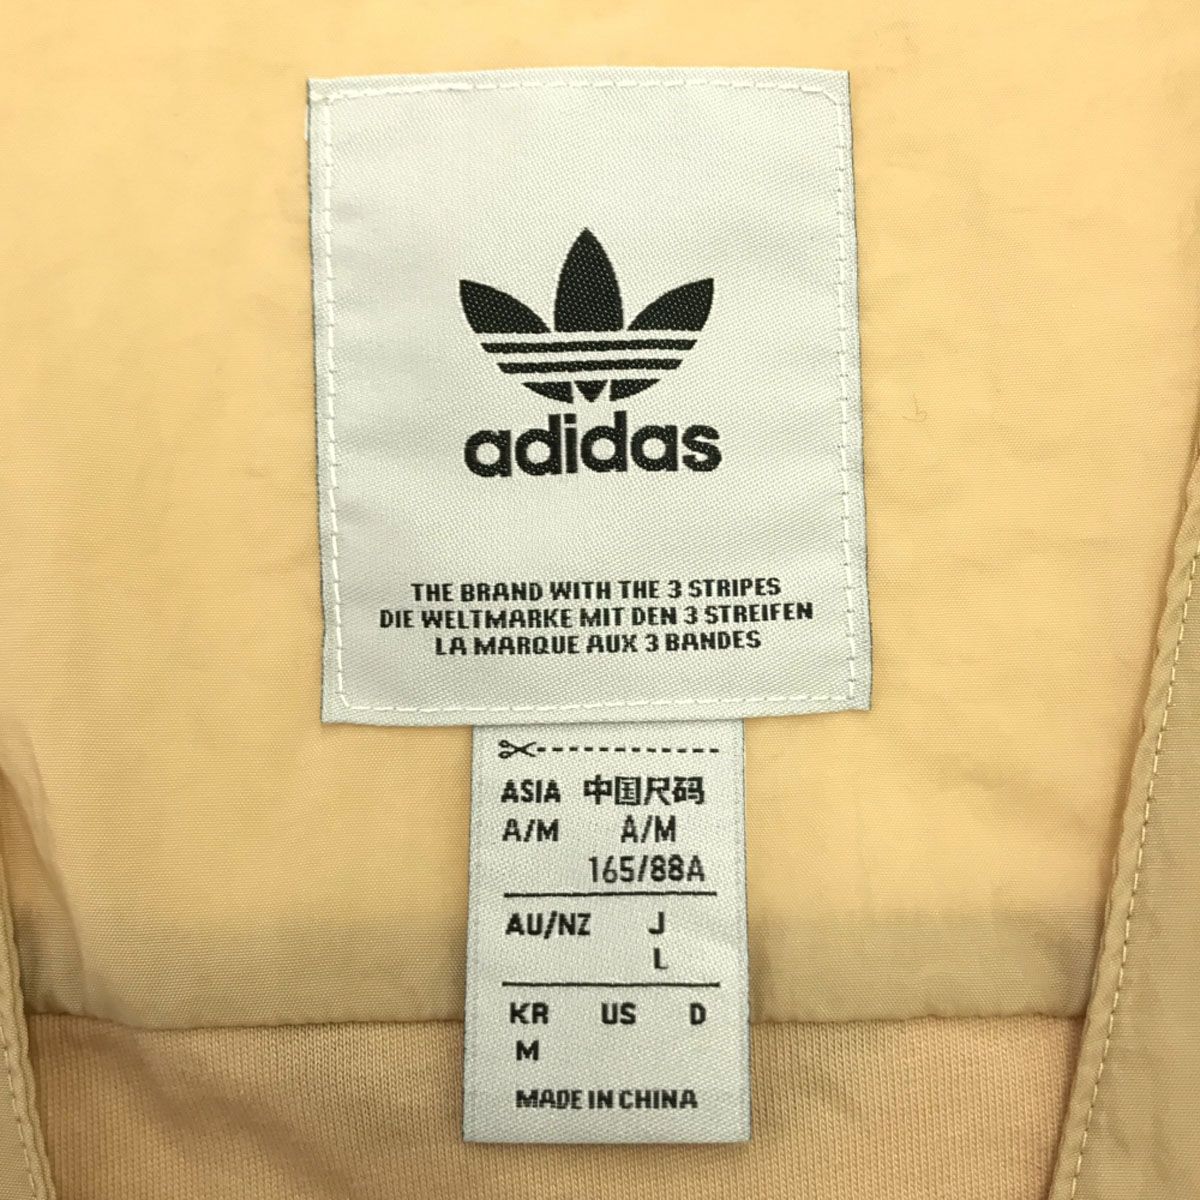 adidas
THE BRAND WITH THE 3 STRIPES
DIE WELTMARKE MIT DEN 3 STREIFEN
LA MARQUE AUX 3 BANDES
ASIA 中国尺码
A/M A/M
165/88A
AU/NZ J
L
KR US D
M
MADE IN CHINA